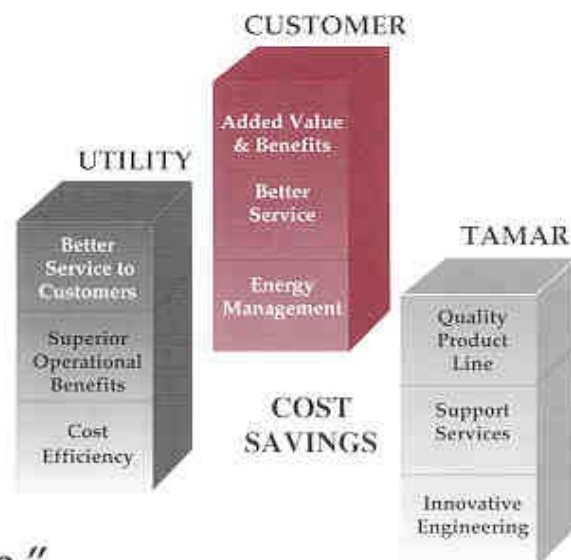 CUSTOMER
Added Value
& Benefits
Better
Service
Energy
Management
UTILITY
Better
Service to
Customers
Superior
Operational
Benefits
Cost
Efficiency
COST
SAVINGS
TAMAR
Quality
Product
Line
Support
Services
Innovative
Engineering